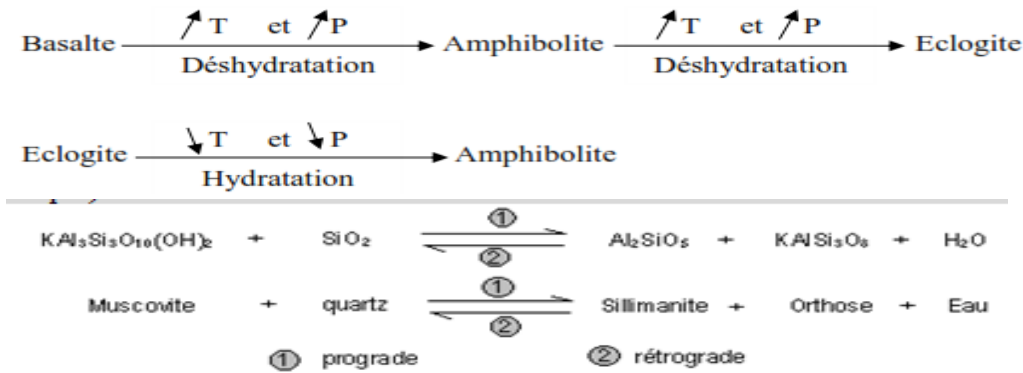 ↗T et ↗P ↗T et ↗P
Basalte → Amphibolite → Eclogite
Déshydratation Déshydratation
↘T et ↘P
Eclogite → Amphibolite
Hydratation
①
KAl₃Si₃O₁₀(OH)₂ + SiO₂ ⇌ Al₂SiO₅ + KAlSi₃O₈ + H₂O
②
①
Muscovite + quartz ⇌ Sillimanite + Orthose + Eau
②
① prograde ② rétrograde